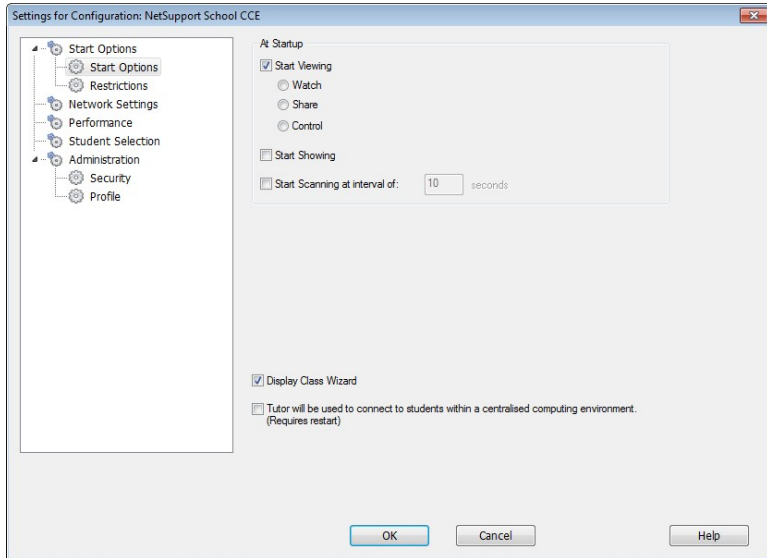 Settings for Configuration: NetSupport School CCE
Start Options
Start Options
Restrictions
Network Settings
Performance
Student Selection
Administration
Security
Profile
At Startup
Start Viewing
Watch
Share
Control
Start Showing
Start Scanning at interval of: 10 seconds
Display Class Wizard
Tutor will be used to connect to students within a centralised computing environment.
(Requires restart)
OK Cancel Help